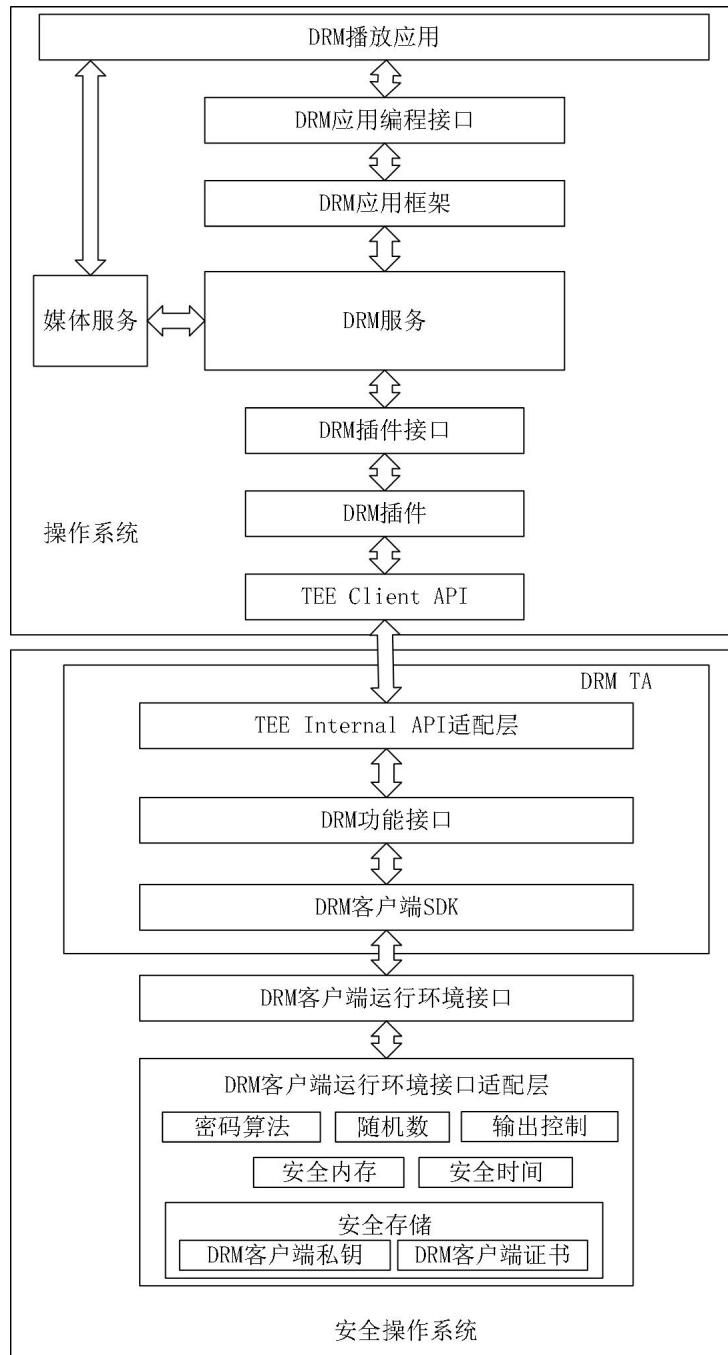 DRM播放应用
DRM应用编程接口
DRM应用框架
媒体服务
DRM服务
DRM插件接口
DRM插件
操作系统
TEE Client API
DRM TA
TEE Internal API适配层
DRM功能接口
DRM客户端SDK
DRM客户端运行环境接口
DRM客户端运行环境接口适配层
密码算法
随机数
输出控制
安全内存
安全时间
安全存储
DRM客户端私钥
DRM客户端证书
安全操作系统